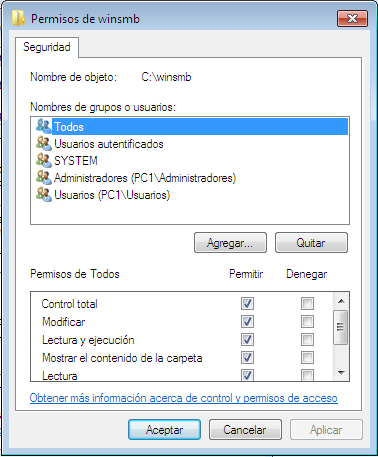 Permisos de winsmb
Seguridad
Nombre de objeto: C:\winsmb
Nombres de grupos o usuarios:
Todos
Usuarios autentificados
SYSTEM
Administradores (PC1\Administradores)
Usuarios (PC1\Usuarios)
Agregar... Quitar
Permisos de Todos Permitir Denegar
Control total
Modificar
Lectura y ejecución
Mostrar el contenido de la carpeta
Lectura
Obtener más información acerca de control y permisos de acceso
Aceptar Cancelar Aplicar